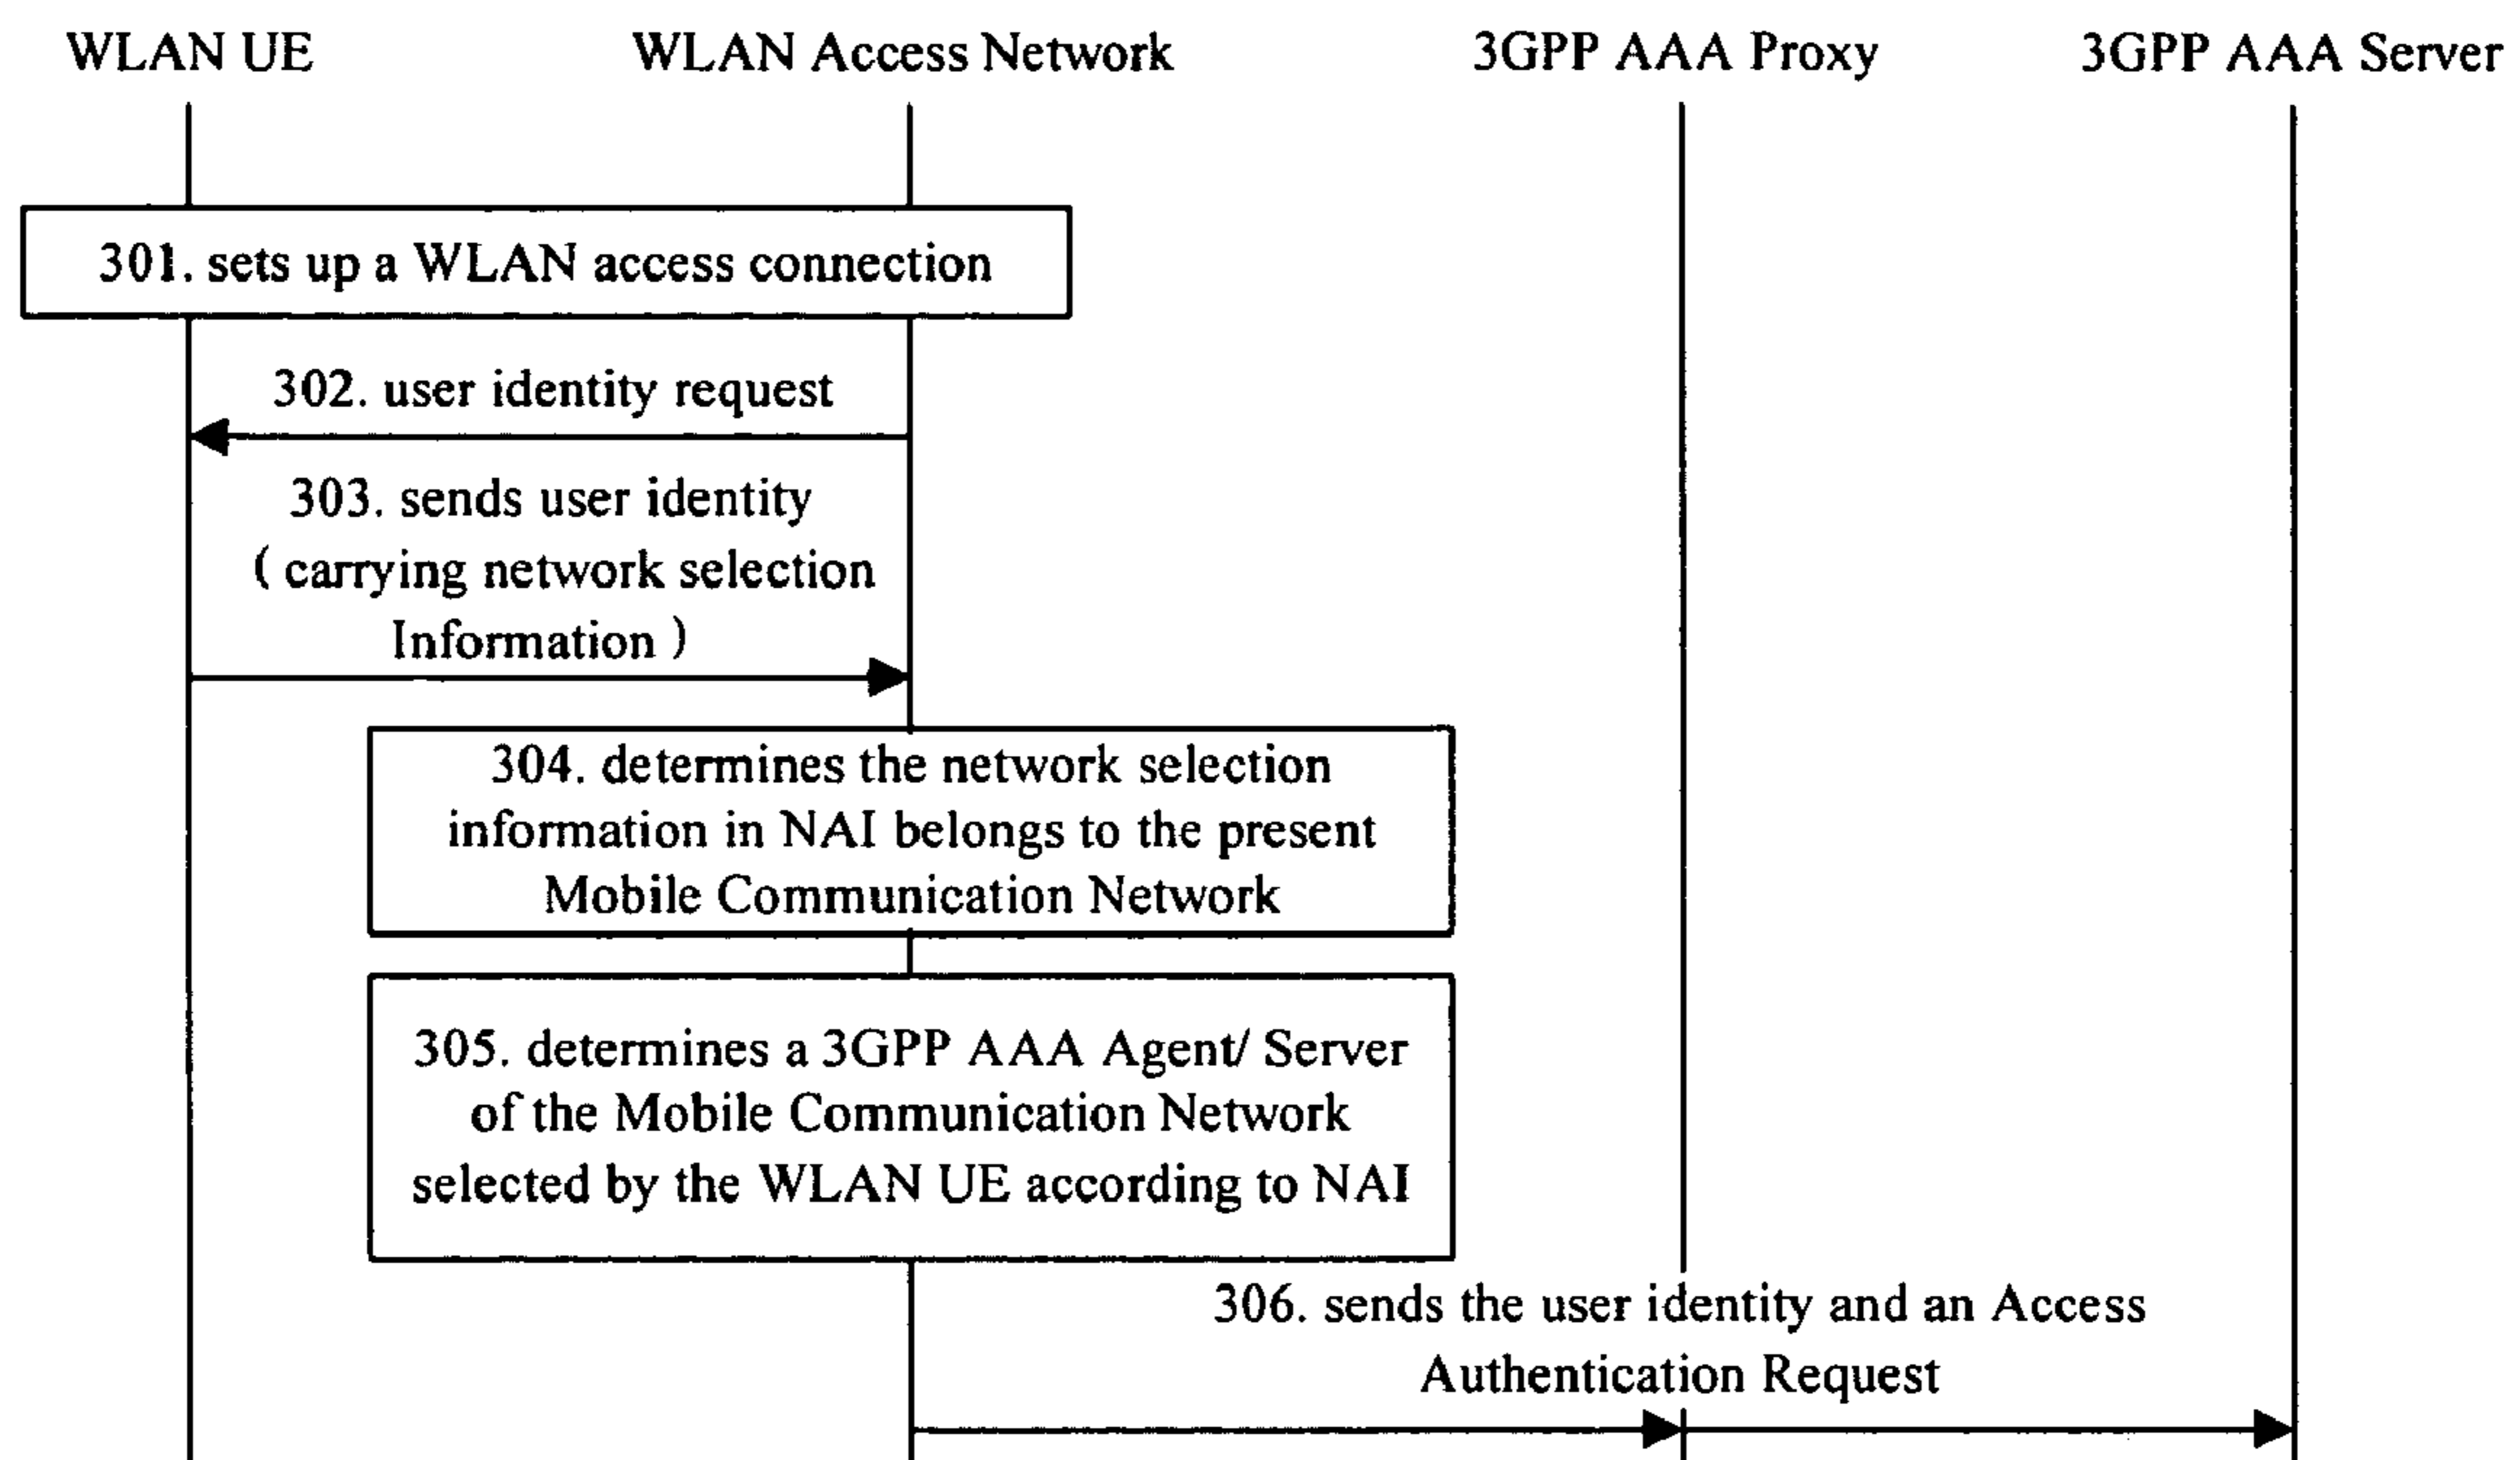 WLAN UE
WLAN Access Network
3GPP AAA Proxy
3GPP AAA Server
301. sets up a WLAN access connection
302. user identity request
303. sends user identity
( carrying network selection
Information )
304. determines the network selection
information in NAI belongs to the present
Mobile Communication Network
305. determines a 3GPP AAA Agent/ Server
of the Mobile Communication Network
selected by the WLAN UE according to NAI
306. sends the user identity and an Access
Authentication Request